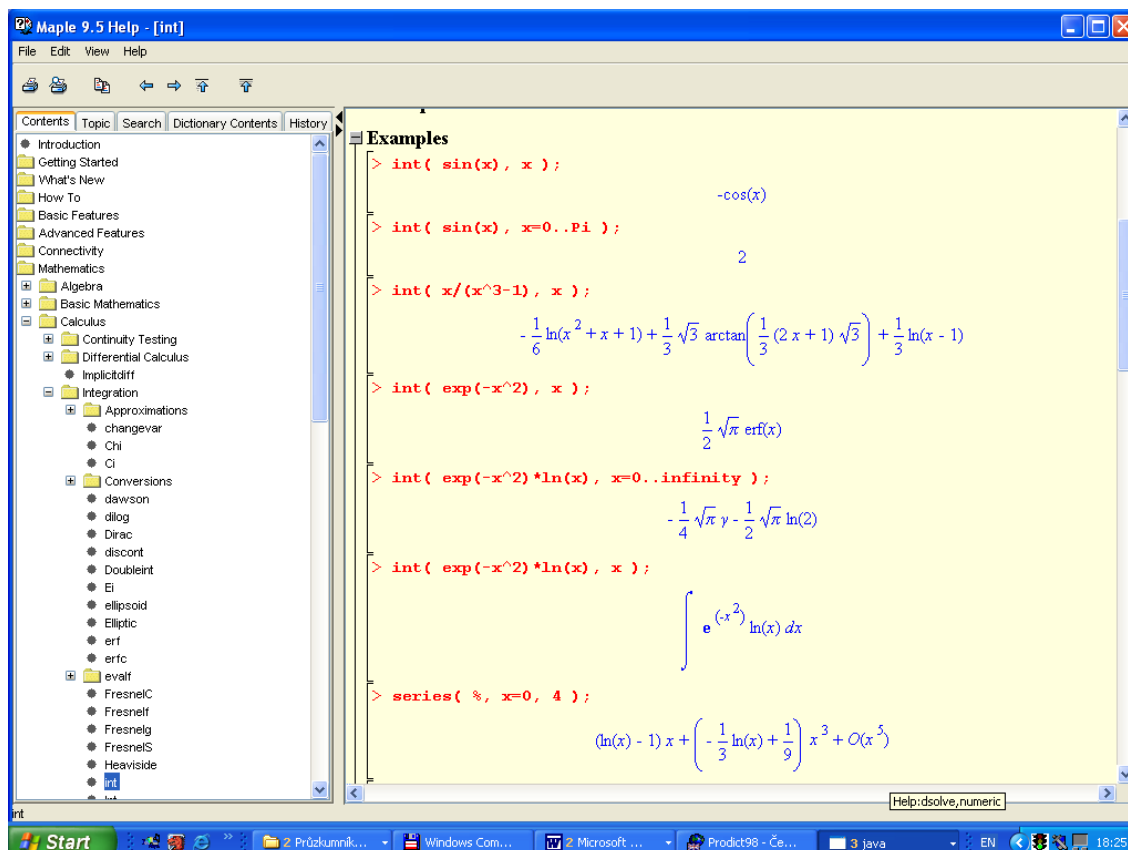 Maple 9.5 Help - [int]
File Edit View Help
Contents Topic Search Dictionary Contents History
Introduction
Getting Started
What's New
How To
Basic Features
Advanced Features
Connectivity
Mathematics
Algebra
Basic Mathematics
Calculus
Continuity Testing
Differential Calculus
Implicitdiff
Integration
Approximations
changevar
Chi
Ci
Conversions
dawson
dilog
Dirac
discont
Doubleint
Ei
ellipsoid
Elliptic
erf
erfc
evalf
FresnelC
Fresnelf
Fresnelg
FresnelS
Heaviside
int
Examples
> int( sin(x), x );
-cos(x)
> int( sin(x), x=0..Pi );
2
> int( x/(x^3-1), x );
- 1/6 ln(x^2 + x + 1) + 1/3 √3 arctan( 1/3 (2 x + 1) √3 ) + 1/3 ln(x - 1)
> int( exp(-x^2), x );
1/2 √π erf(x)
> int( exp(-x^2)*ln(x), x=0..infinity );
- 1/4 √π γ - 1/2 √π ln(2)
> int( exp(-x^2)*ln(x), x );
∫ e^(-x^2) ln(x) dx
> series( %, x=0, 4 );
(ln(x) - 1) x + ( - 1/3 ln(x) + 1/9 ) x^3 + O(x^5)
Help:dsolve,numeric
int
Start » 2 Průzkumník... Windows Com... 2 Microsoft ... Prodict98 - Če... 3 java EN 18:25